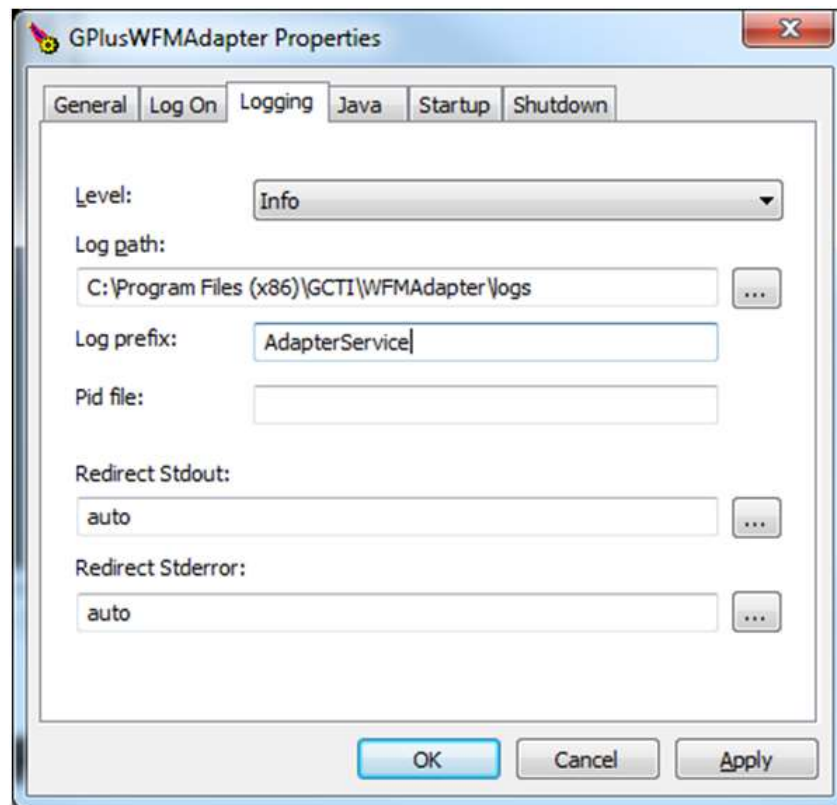 GPlusWFMAdapter Properties
General Log On Logging Java Startup Shutdown
Level: Info
Log path:
C:\Program Files (x86)\GCTI\WFMAdapter\logs ...
Log prefix: AdapterService
Pid file:
Redirect Stdout:
auto ...
Redirect Stderror:
auto ...
OK Cancel Apply